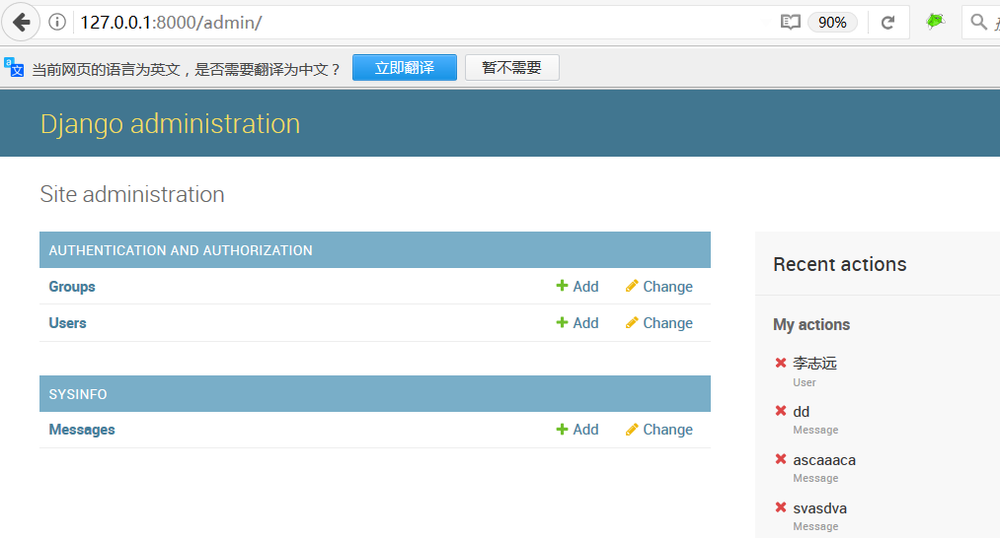 127.0.0.1:8000/admin/ 90%
当前网页的语言为英文，是否需要翻译为中文？ 立即翻译 暂不需要
Django administration
Site administration
AUTHENTICATION AND AUTHORIZATION
Groups Add Change
Users Add Change
SYSINFO
Messages Add Change
Recent actions
My actions
李志远
User
dd
Message
ascaaaca
Message
svasdva
Message